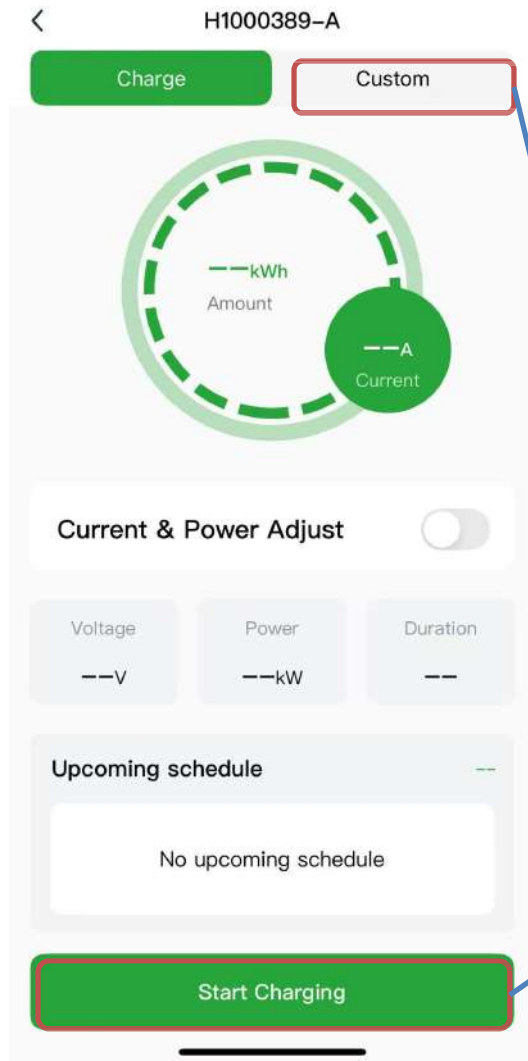 H1000389-A
Charge Custom
--kWh
Amount
--A
Current
Current & Power Adjust
Voltage Power Duration
--V --kW --
Upcoming schedule --
No upcoming schedule
Start Charging